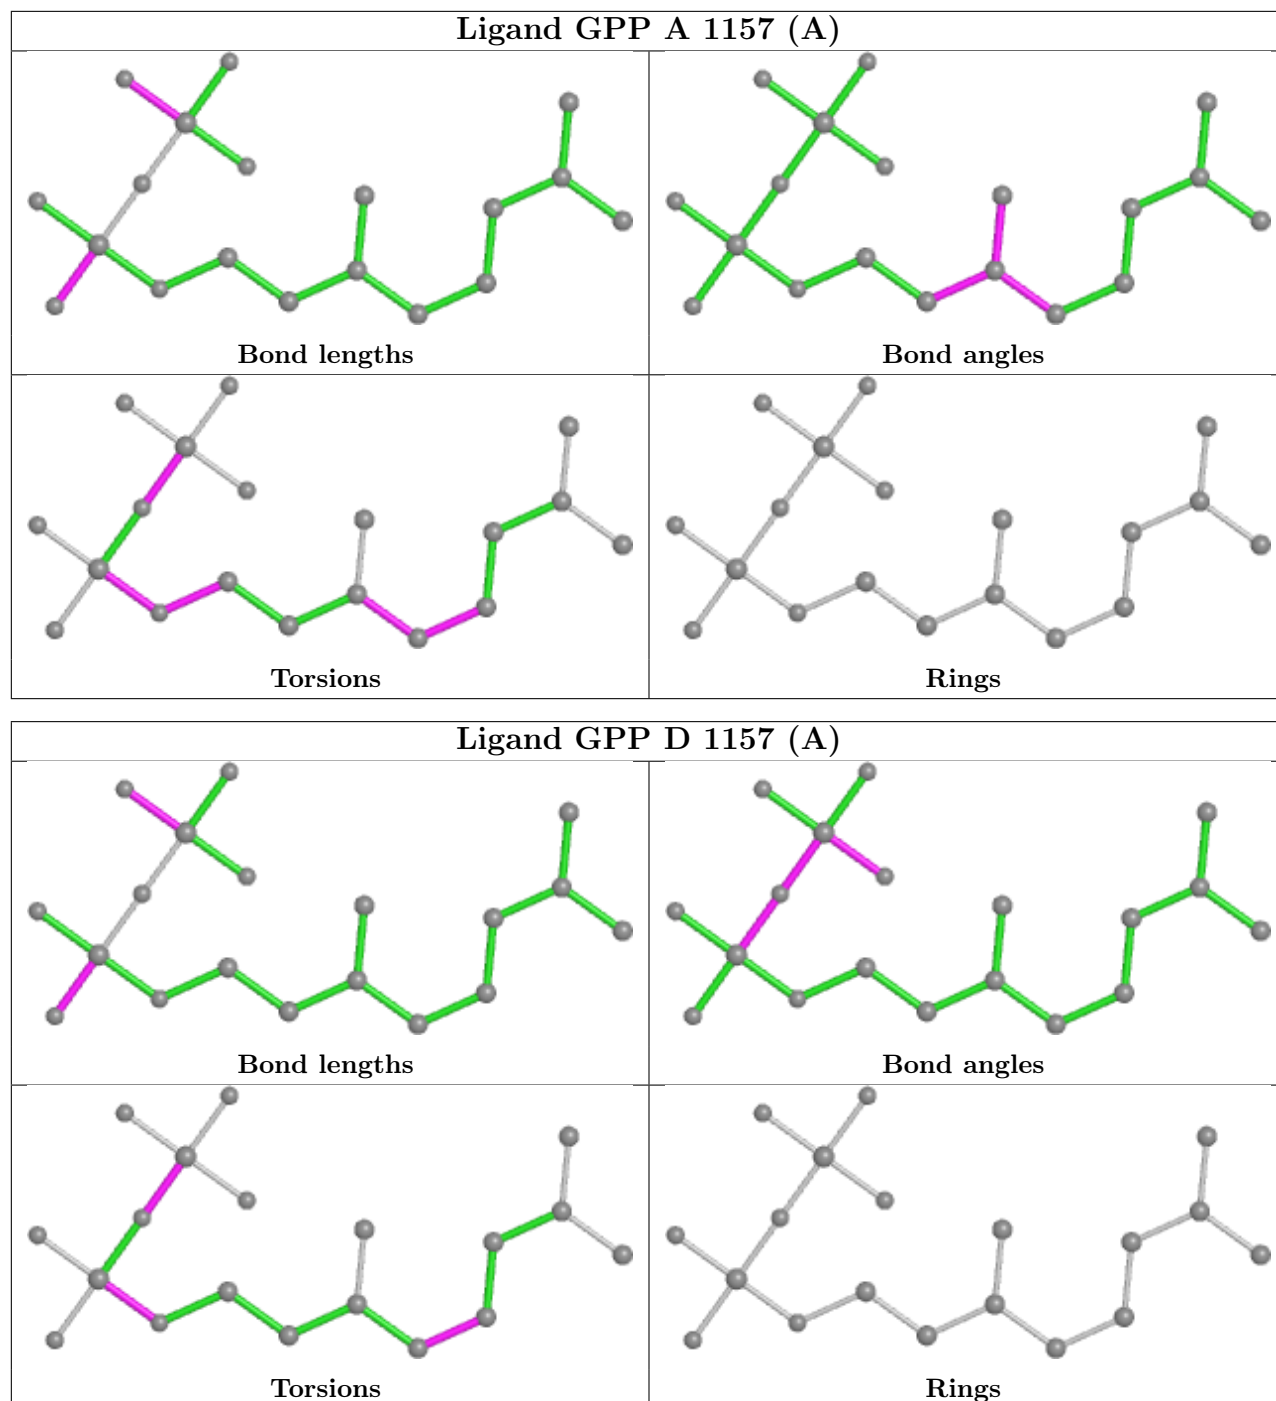 Ligand GPP A 1157 (A)
Bond lengths
Bond angles
Torsions
Rings
Ligand GPP D 1157 (A)
Bond lengths
Bond angles
Torsions
Rings